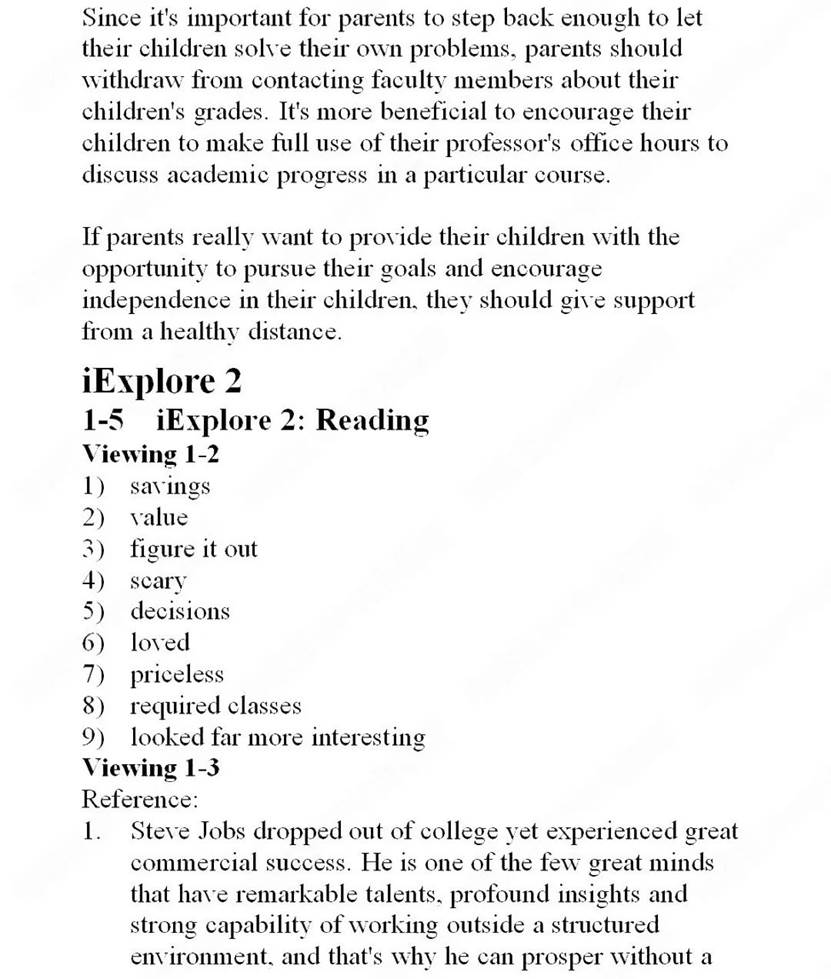 Since it's important for parents to step back enough to let
their children solve their own problems, parents should
withdraw from contacting faculty members about their
children's grades. It's more beneficial to encourage their
children to make full use of their professor's office hours to
discuss academic progress in a particular course.
If parents really want to provide their children with the
opportunity to pursue their goals and encourage
independence in their children, they should give support
from a healthy distance.
iExplore 2
1-5 iExplore 2: Reading
Viewing 1-2
1) savings
2) value
3) figure it out
4) scary
5) decisions
6) loved
7) priceless
8) required classes
9) looked far more interesting
Viewing 1-3
Reference:
1. Steve Jobs dropped out of college yet experienced great
commercial success. He is one of the few great minds
that have remarkable talents, profound insights and
strong capability of working outside a structured
environment, and that's why he can prosper without a